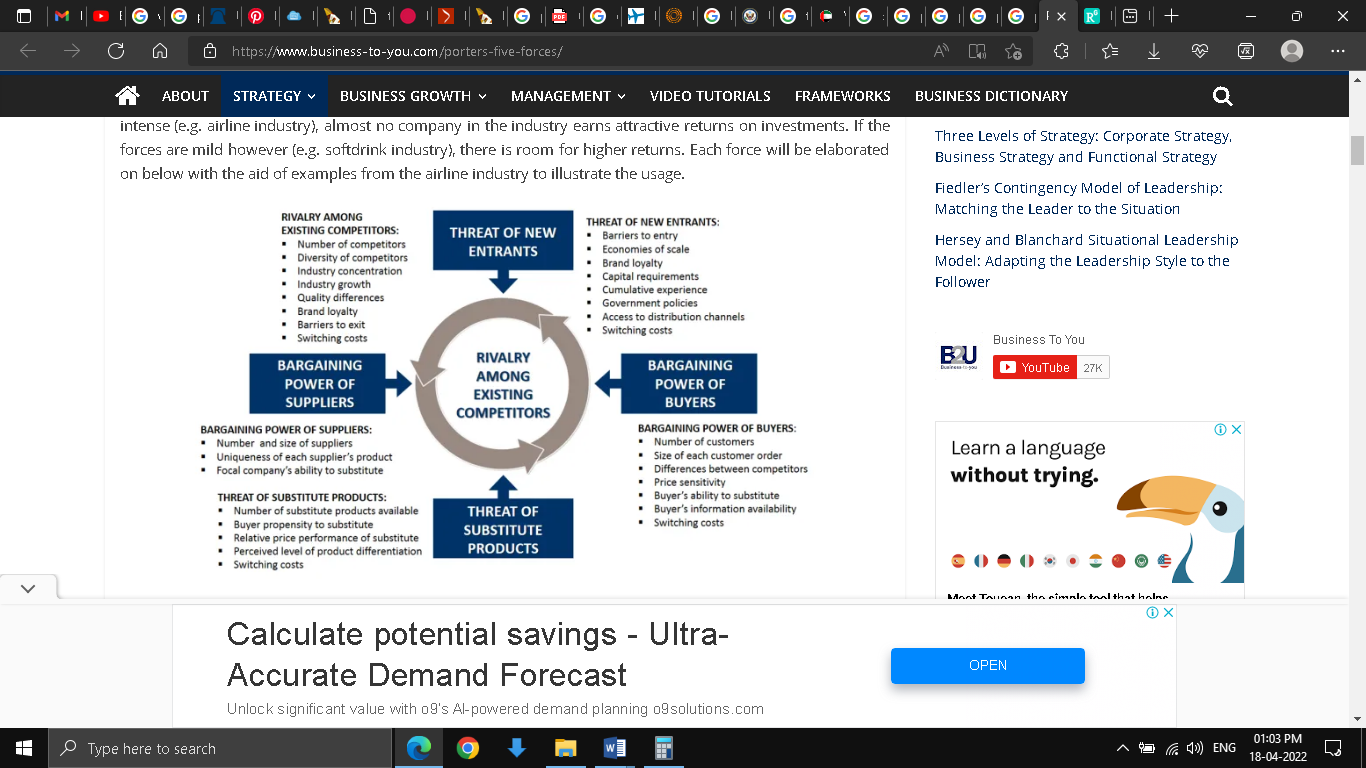 https://www.business-to-you.com/porters-five-forces/
ABOUT
STRATEGY
BUSINESS GROWTH
MANAGEMENT
VIDEO TUTORIALS
FRAMEWORKS
BUSINESS DICTIONARY
intense (e.g. airline industry), almost no company in the industry earns attractive returns on investments. If the
forces are mild however (e.g. softdrink industry), there is room for higher returns. Each force will be elaborated
on below with the aid of examples from the airline industry to illustrate the usage.
RIVALRY AMONG
EXISTING COMPETITORS:
Number of competitors
Diversity of competitors
Industry concentration
Industry growth
Quality differences
Brand loyalty
Barriers to exit
Switching costs
THREAT OF NEW
ENTRANTS
THREAT OF NEW ENTRANTS:
Barriers to entry
Economies of scale
Brand loyalty
Capital requirements
Cumulative experience
Government policies
Access to distribution channels
Switching costs
BARGAINING
POWER OF
SUPPLIERS
RIVALRY
AMONG
EXISTING
COMPETITORS
BARGAINING
POWER OF
BUYERS
BARGAINING POWER OF SUPPLIERS:
Number and size of suppliers
Uniqueness of each supplier's product
Focal company's ability to substitute
BARGAINING POWER OF BUYERS:
Number of customers
Size of each customer order
Differences between competitors
Price sensitivity
Buyer's ability to substitute
Buyer's information availability
Switching costs
THREAT OF SUBSTITUTE PRODUCTS:
Number of substitute products available
Buyer propensity to substitute
Relative price performance of substitute
Perceived level of product differentiation
Switching costs
THREAT OF
SUBSTITUTE
PRODUCTS
Three Levels of Strategy: Corporate Strategy,
Business Strategy and Functional Strategy
Fiedler's Contingency Model of Leadership:
Matching the Leader to the Situation
Hersey and Blanchard Situational Leadership
Model: Adapting the Leadership Style to the
Follower
B2U
Business-to-you
Business To You
YouTube 27K
Learn a language
without trying.
Meet Toucan, the simple tool that helps
Calculate potential savings - Ultra-
Accurate Demand Forecast
Unlock significant value with o9's AI-powered demand planning o9solutions.com
OPEN
Type here to search
ENG
01:03 PM
18-04-2022